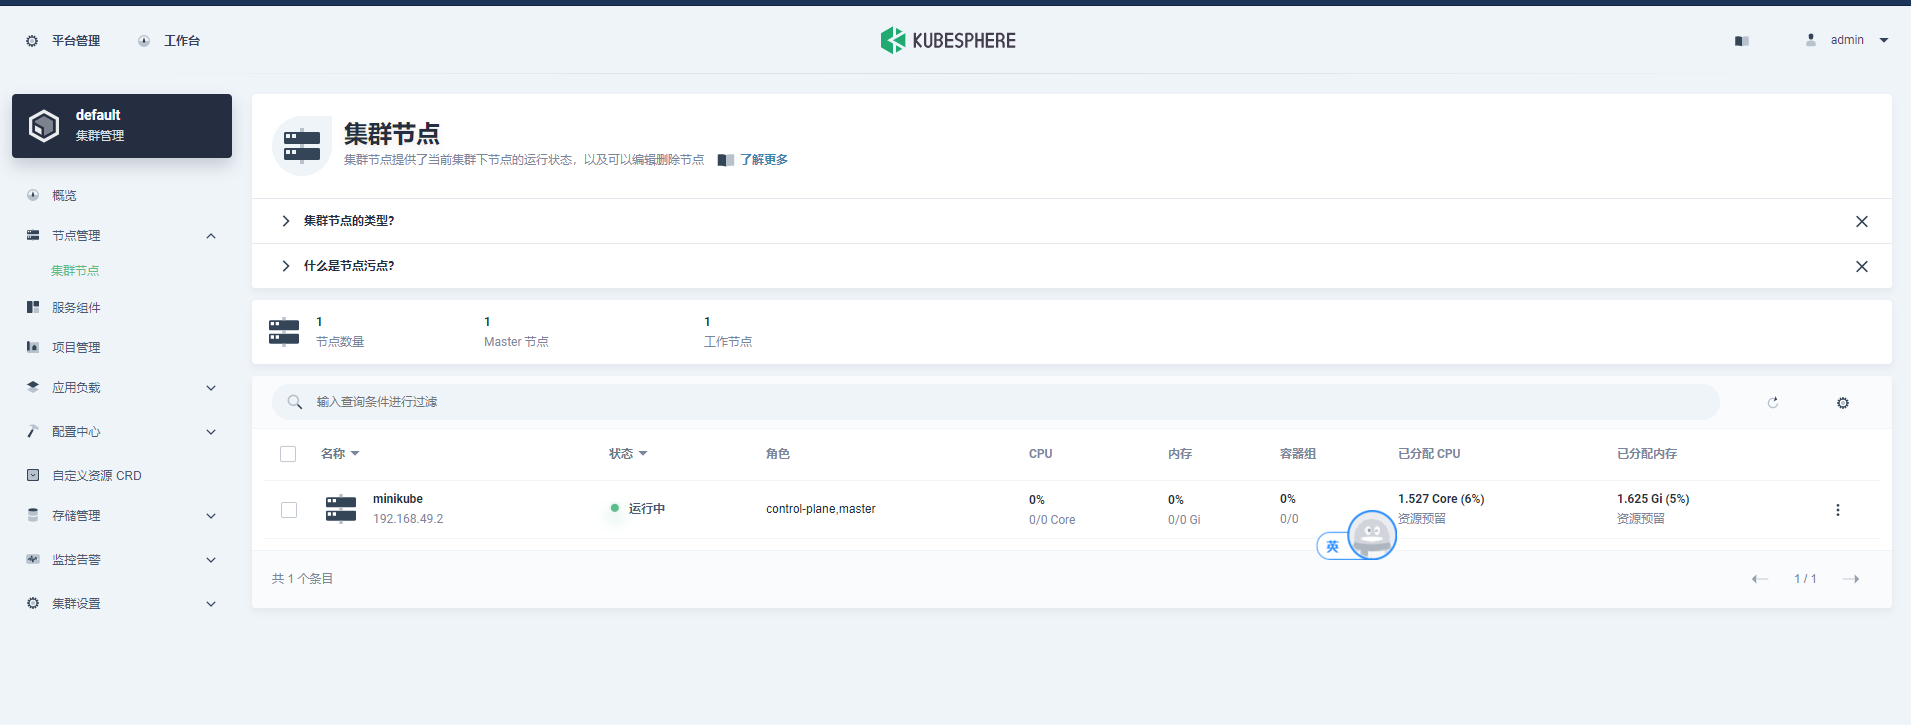 平台管理
工作台
KUBESPHERE
admin
default
集群管理
概览
节点管理
集群节点
服务组件
项目管理
应用负载
配置中心
自定义资源 CRD
存储管理
监控告警
集群设置
集群节点
集群节点提供了当前集群下节点的运行状态，以及可以编辑删除节点 了解更多
集群节点的类型?
什么是节点污点?
1 1 1
节点数量 Master 节点 工作节点
输入查询条件进行过滤
名称 状态 角色 CPU 内存 容器组 已分配 CPU 已分配内存
minikube 运行中 control-plane,master 0% 0% 0% 1.527 Core (6%) 1.625 Gi (5%)
192.168.49.2 0/0 Core 0/0 Gi 0/0 资源预留 资源预留
英
共 1 个条目 1 / 1